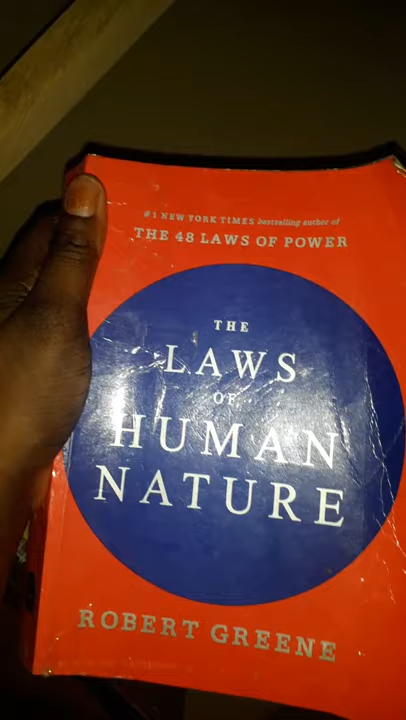 #1 NEW YORK TIMES bestselling author of
THE 48 LAWS OF POWER
THE
LAWS
OF
HUMAN
NATURE
ROBERT GREENE